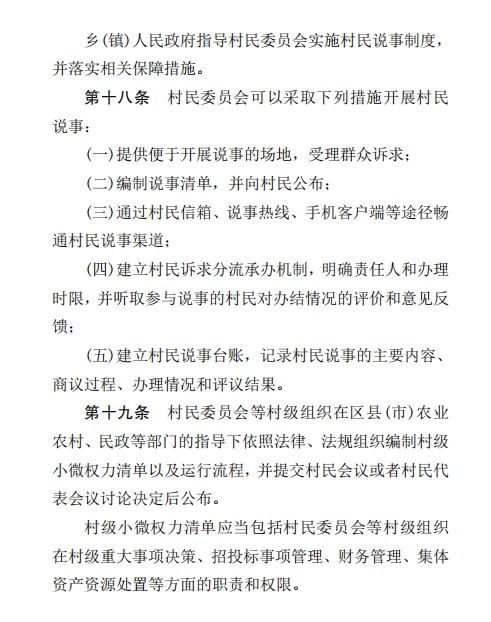 乡(镇)人民政府指导村民委员会实施村民说事制度，
并落实相关保障措施。
第十八条　村民委员会可以采取下列措施开展村民
说事：
(一)提供便于开展说事的场地，受理群众诉求；
(二)编制说事清单，并向村民公布；
(三)通过村民信箱、说事热线、手机客户端等途径畅
通村民说事渠道；
(四)建立村民诉求分流承办机制，明确责任人和办理
时限，并听取参与说事的村民对办结情况的评价和意见反
馈；
(五)建立村民说事台账，记录村民说事的主要内容、
商议过程、办理情况和评议结果。
第十九条　村民委员会等村级组织在区县(市)农业
农村、民政等部门的指导下依照法律、法规组织编制村级
小微权力清单以及运行流程，并提交村民会议或者村民代
表会议讨论决定后公布。
村级小微权力清单应当包括村民委员会等村级组织
在村级重大事项决策、招投标事项管理、财务管理、集体
资产资源处置等方面的职责和权限。